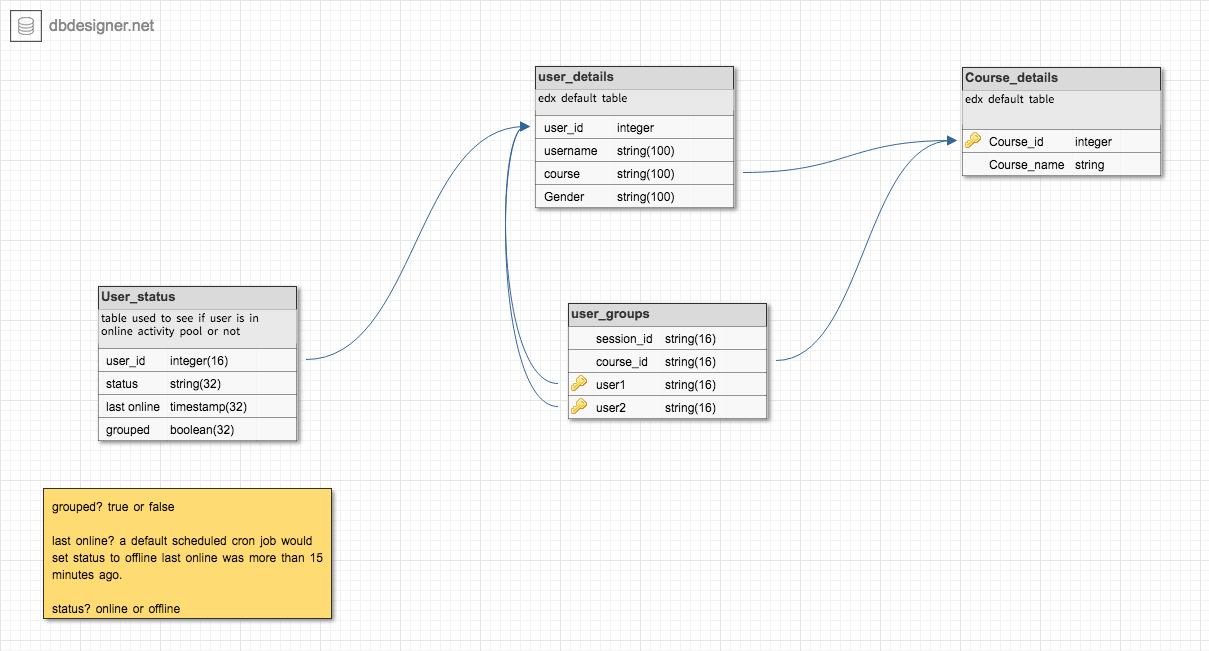 dbdesigner.net
user_details
edx default table
user_id integer
username string(100)
course string(100)
Gender string(100)
Course_details
edx default table
Course_id integer
Course_name string
User_status
table used to see if user is in
online activity pool or not
user_id integer(16)
status string(32)
last online timestamp(32)
grouped boolean(32)
user_groups
session_id string(16)
course_id string(16)
user1 string(16)
user2 string(16)
grouped? true or false
last online? a default scheduled cron job would
set status to offline last online was more than 15
minutes ago.
status? online or offline